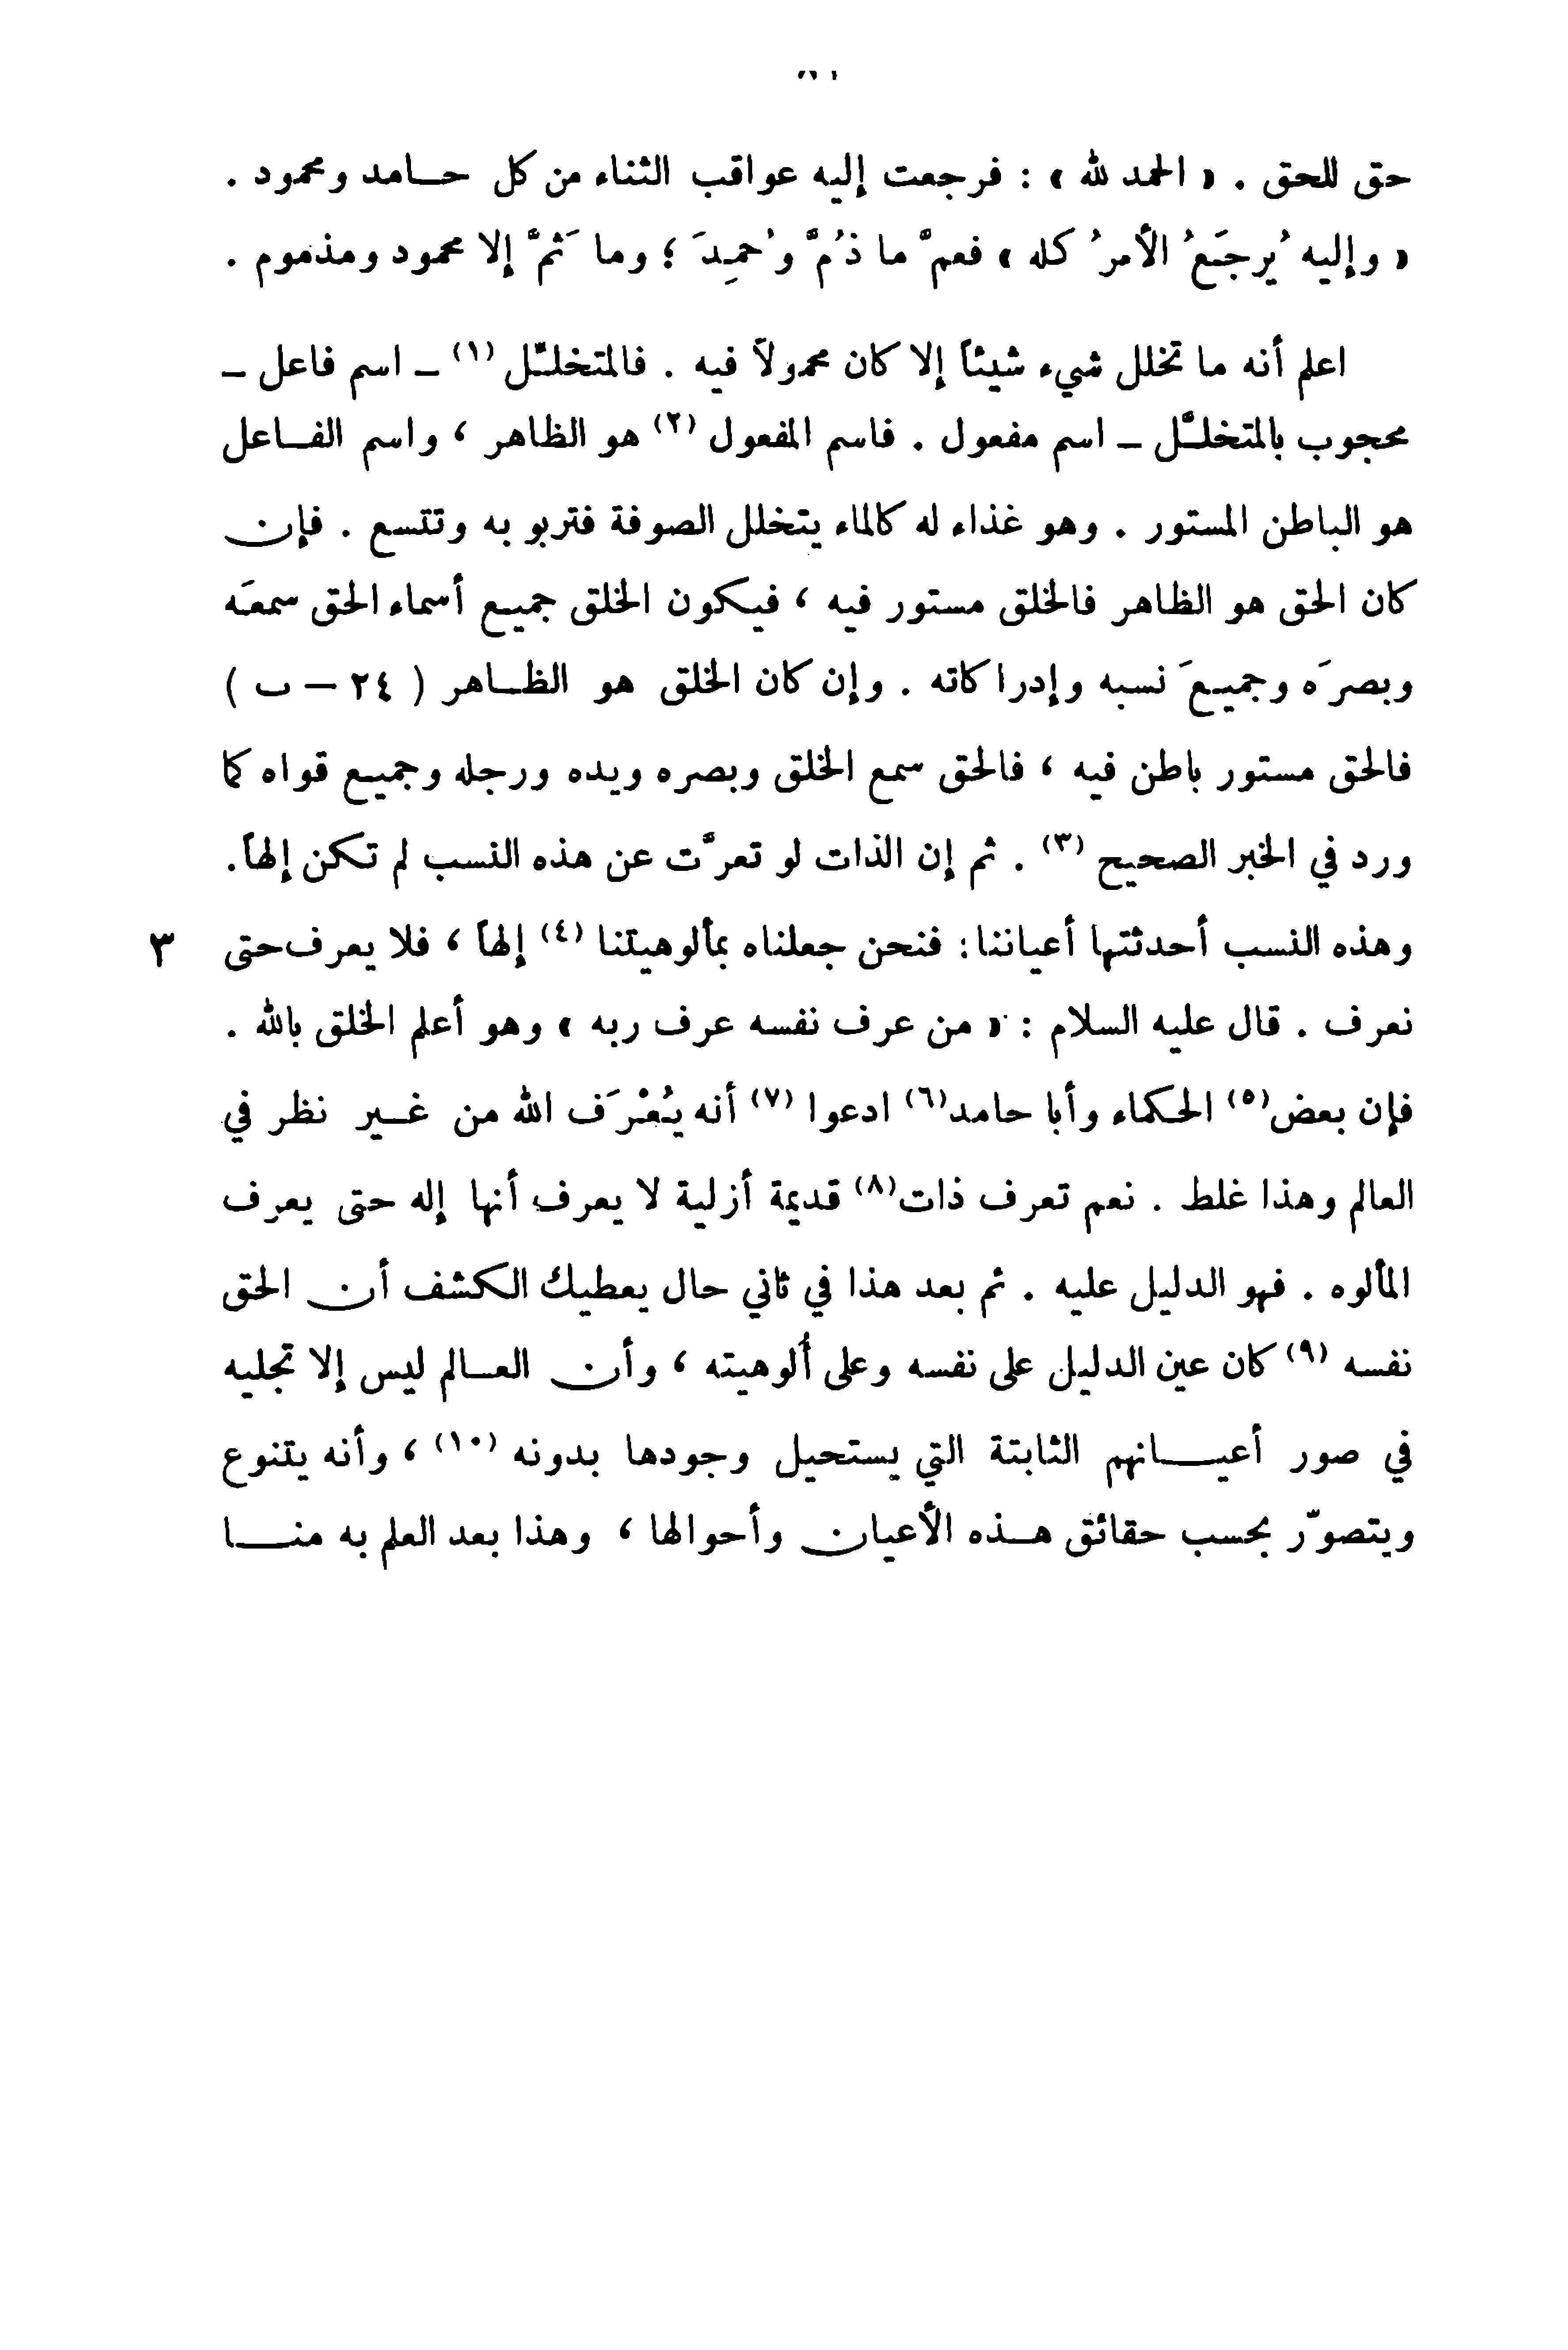 حق للحق . « الحمد لله » : فرجعت إليه عواقب الثناء من كل حامد ومحمود .
« وإليه يُرجَعُ الأمرُ كله » فعمَّ ما ذُمَّ وحُمِدَ ؛ وما ثَمَّ إلا محمود ومذموم .
اعلم أنه ما تخلل شيء شيئاً إلا كان محمولاً فيه . فالمتخلِّل (١) – اسم فاعل –
محجوب بالمتخلَّل – اسم مفعول . فاسم المفعول (٢) هو الظاهر ، واسم الفاعل
هو الباطن المستور . وهو غذاء له كالماء يتخلل الصوفة فتربو به وتتسع . فإن
كان الحق هو الظاهر فالخلق مستور فيه ، فيكون الخلق جميع أسماء الحق سمعَه
وبصرَه وجميعَ نسبه وإدراكاته . وإن كان الخلق هو الظاهر ( ٢٤ – ب )
فالحق مستور باطن فيه ، فالحق سمع الخلق وبصره ويده ورجله وجميع قواه كما
ورد في الخبر الصحيح (٣) . ثم إن الذات لو تعرَّت عن هذه النسب لم تكن إلهاً.
وهذه النسب أحدثتها أعياننا : فنحن جعلناه بمألوهيتنا (٤) إلهاً ، فلا يعرف حتى ٣
نعرف . قال عليه السلام : « من عرف نفسه عرف ربه » وهو أعلم الخلق بالله .
فإن بعض(٥) الحكماء وأبا حامد(٦) ادعوا (٧) أنه يُعْرَف الله من غير نظر في
العالم وهذا غلط . نعم تعرف ذات(٨) قديمة أزلية لا يعرف أنها إله حتى يعرف
المألوه . فهو الدليل عليه . ثم بعد هذا في ثاني حال يعطيك الكشف أن الحق
نفسه (٩) كان عين الدليل على نفسه وعلى ألوهيته ، وأن العالم ليس إلا تجليه
في صور أعيانهم الثابتة التي يستحيل وجودها بدونه (١٠) ، وأنه يتنوع
ويتصوّر بحسب حقائق هذه الأعيان وأحوالها ، وهذا بعد العلم به منا